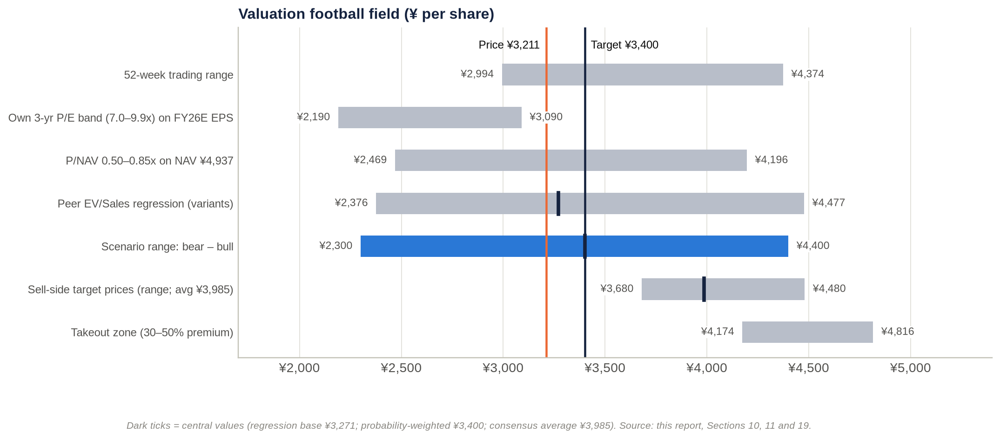 Valuation football field (¥ per share)
Price ¥3,211
Target ¥3,400
52-week trading range
¥2,994
¥4,374
Own 3-yr P/E band (7.0–9.9x) on FY26E EPS
¥2,190
¥3,090
P/NAV 0.50–0.85x on NAV ¥4,937
¥2,469
¥4,196
Peer EV/Sales regression (variants)
¥2,376
¥4,477
Scenario range: bear – bull
¥2,300
¥4,400
Sell-side target prices (range; avg ¥3,985)
¥3,680
¥4,480
Takeout zone (30–50% premium)
¥4,174
¥4,816
¥2,000
¥2,500
¥3,000
¥3,500
¥4,000
¥4,500
¥5,000
Dark ticks = central values (regression base ¥3,271; probability-weighted ¥3,400; consensus average ¥3,985). Source: this report, Sections 10, 11 and 19.